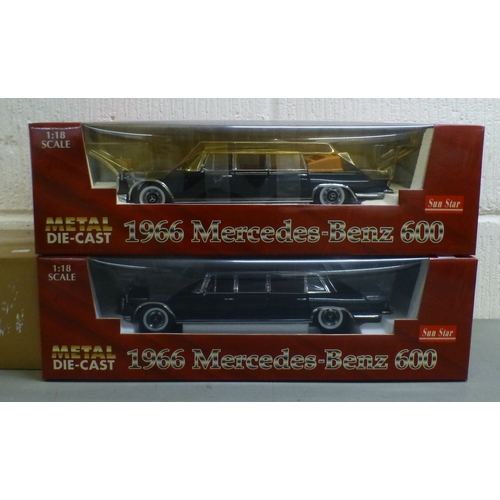 1:18
SCALE
METAL
DIE-CAST
1966 Mercedes-Benz 600
Sun Star
1:18
SCALE
METAL
DIE-CAST
1966 Mercedes-Benz 600
Sun Star